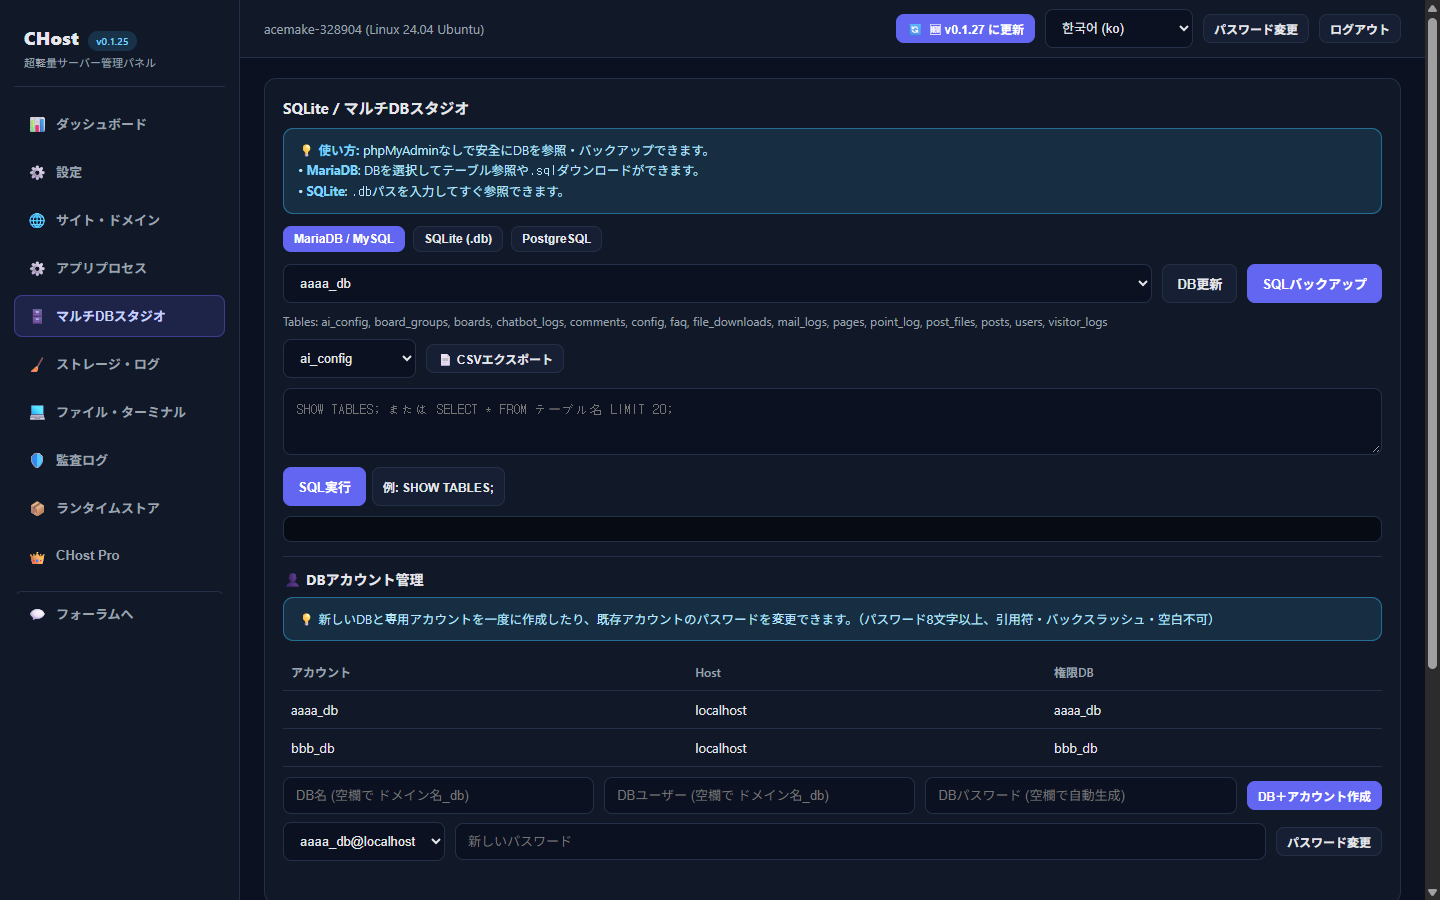 CHost v0.1.25
超軽量サーバー管理パネル
ダッシュボード
設定
サイト・ドメイン
アプリプロセス
マルチDBスタジオ
ストレージ・ログ
ファイル・ターミナル
監査ログ
ランタイムストア
CHost Pro
フォーラムへ
acemake-328904 (Linux 24.04 Ubuntu)
🆕 v0.1.27 に更新
한국어 (ko)
パスワード変更
ログアウト
SQLite / マルチDBスタジオ
使い方: phpMyAdminなしで安全にDBを参照・バックアップできます。
• MariaDB: DBを選択してテーブル参照や.sqlダウンロードができます。
• SQLite: .dbパスを入力してすぐ参照できます。
MariaDB / MySQL
SQLite (.db)
PostgreSQL
aaaa_db
DB更新
SQLバックアップ
Tables: ai_config, board_groups, boards, chatbot_logs, comments, config, faq, file_downloads, mail_logs, pages, point_log, post_files, posts, users, visitor_logs
ai_config
CSVエクスポート
SHOW TABLES; または SELECT * FROM テーブル名 LIMIT 20;
SQL実行
例: SHOW TABLES;
DBアカウント管理
新しいDBと専用アカウントを一度に作成したり、既存アカウントのパスワードを変更できます。(パスワード8文字以上、引用符・バックスラッシュ・空白不可)
アカウント Host 権限DB
aaaa_db localhost aaaa_db
bbb_db localhost bbb_db
DB名 (空欄で ドメイン名_db)
DBユーザー (空欄で ドメイン名_db)
DBパスワード (空欄で自動生成)
DB+アカウント作成
aaaa_db@localhost
新しいパスワード
パスワード変更